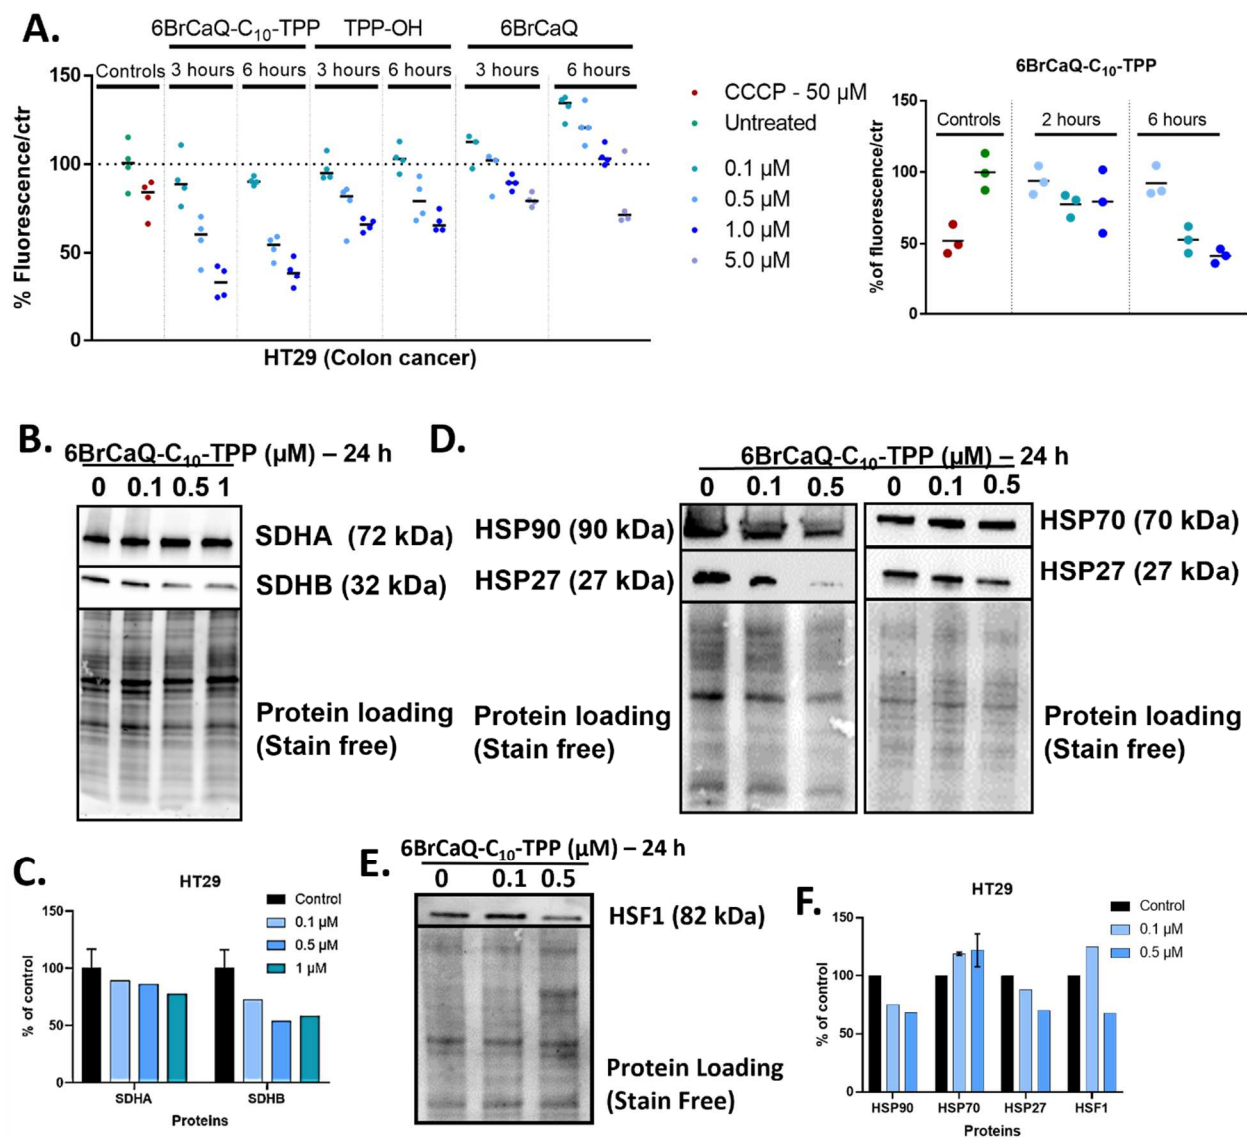 A.
6BrCaQ-C₁₀-TPP TPP-OH 6BrCaQ
Controls 3 hours 6 hours 3 hours 6 hours 3 hours 6 hours
150
100
50
0
% Fluorescence/ctr
HT29 (Colon cancer)
CCCP - 50 µM
Untreated
0.1 µM
0.5 µM
1.0 µM
5.0 µM
6BrCaQ-C₁₀-TPP
Controls 2 hours 6 hours
150
100
50
0
%of fluorescence/ctr
B.
6BrCaQ-C₁₀-TPP (µM) – 24 h
0 0.1 0.5 1
SDHA (72 kDa)
SDHB (32 kDa)
Protein loading
(Stain free)
D.
6BrCaQ-C₁₀-TPP (µM) – 24 h
0 0.1 0.5 0 0.1 0.5
HSP90 (90 kDa) HSP70 (70 kDa)
HSP27 (27 kDa) HSP27 (27 kDa)
Protein loading
(Stain free)
Protein loading
(Stain free)
C.
HT29
Control
0.1 µM
0.5 µM
1 µM
150
100
50
0
% of control
SDHA SDHB
Proteins
E.
6BrCaQ-C₁₀-TPP (µM) – 24 h
0 0.1 0.5
HSF1 (82 kDa)
Protein Loading
(Stain Free)
F.
HT29
Control
0.1 µM
0.5 µM
150
100
50
0
% of control
HSP90 HSP70 HSP27 HSF1
Proteins